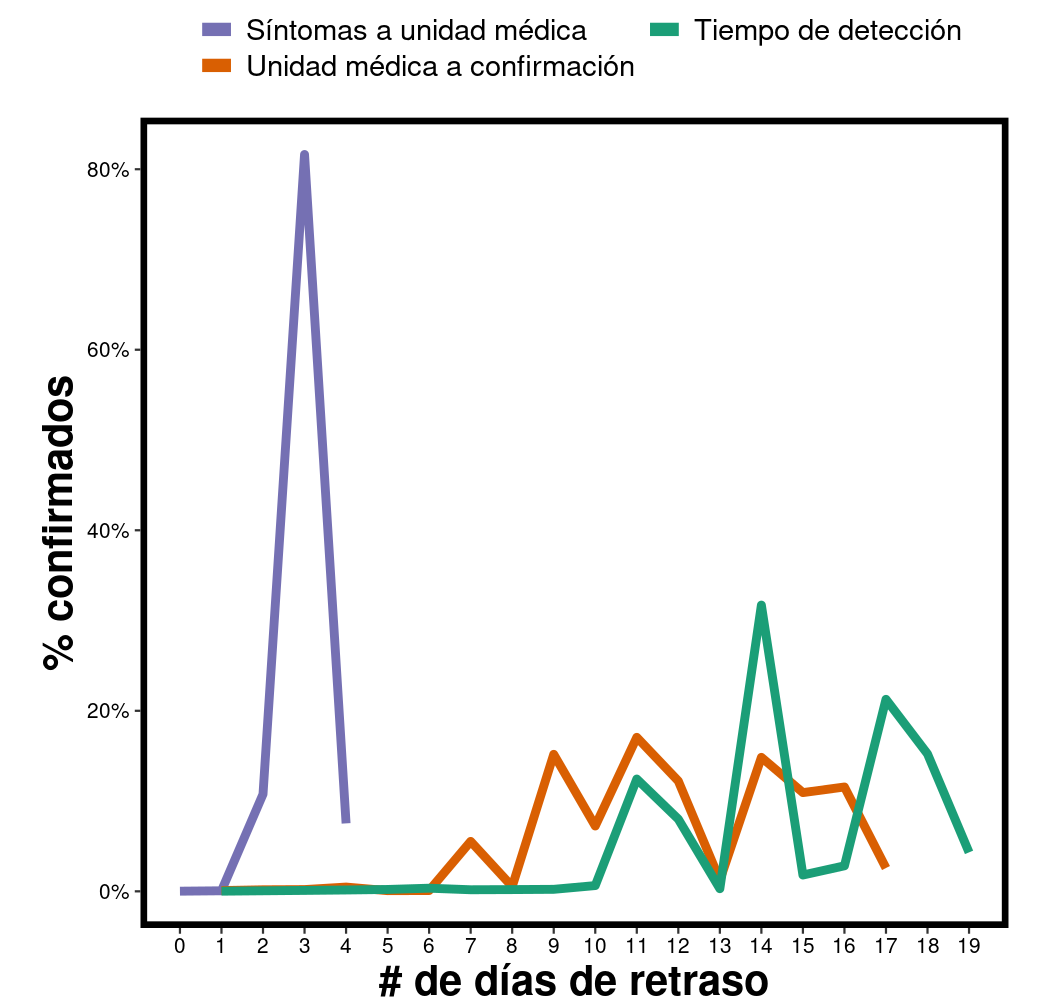 Síntomas a unidad médica
Tiempo de detección
Unidad médica a confirmación
80%
60%
40%
20%
0%
% confirmados
0 1 2 3 4 5 6 7 8 9 10 11 12 13 14 15 16 17 18 19
# de días de retraso